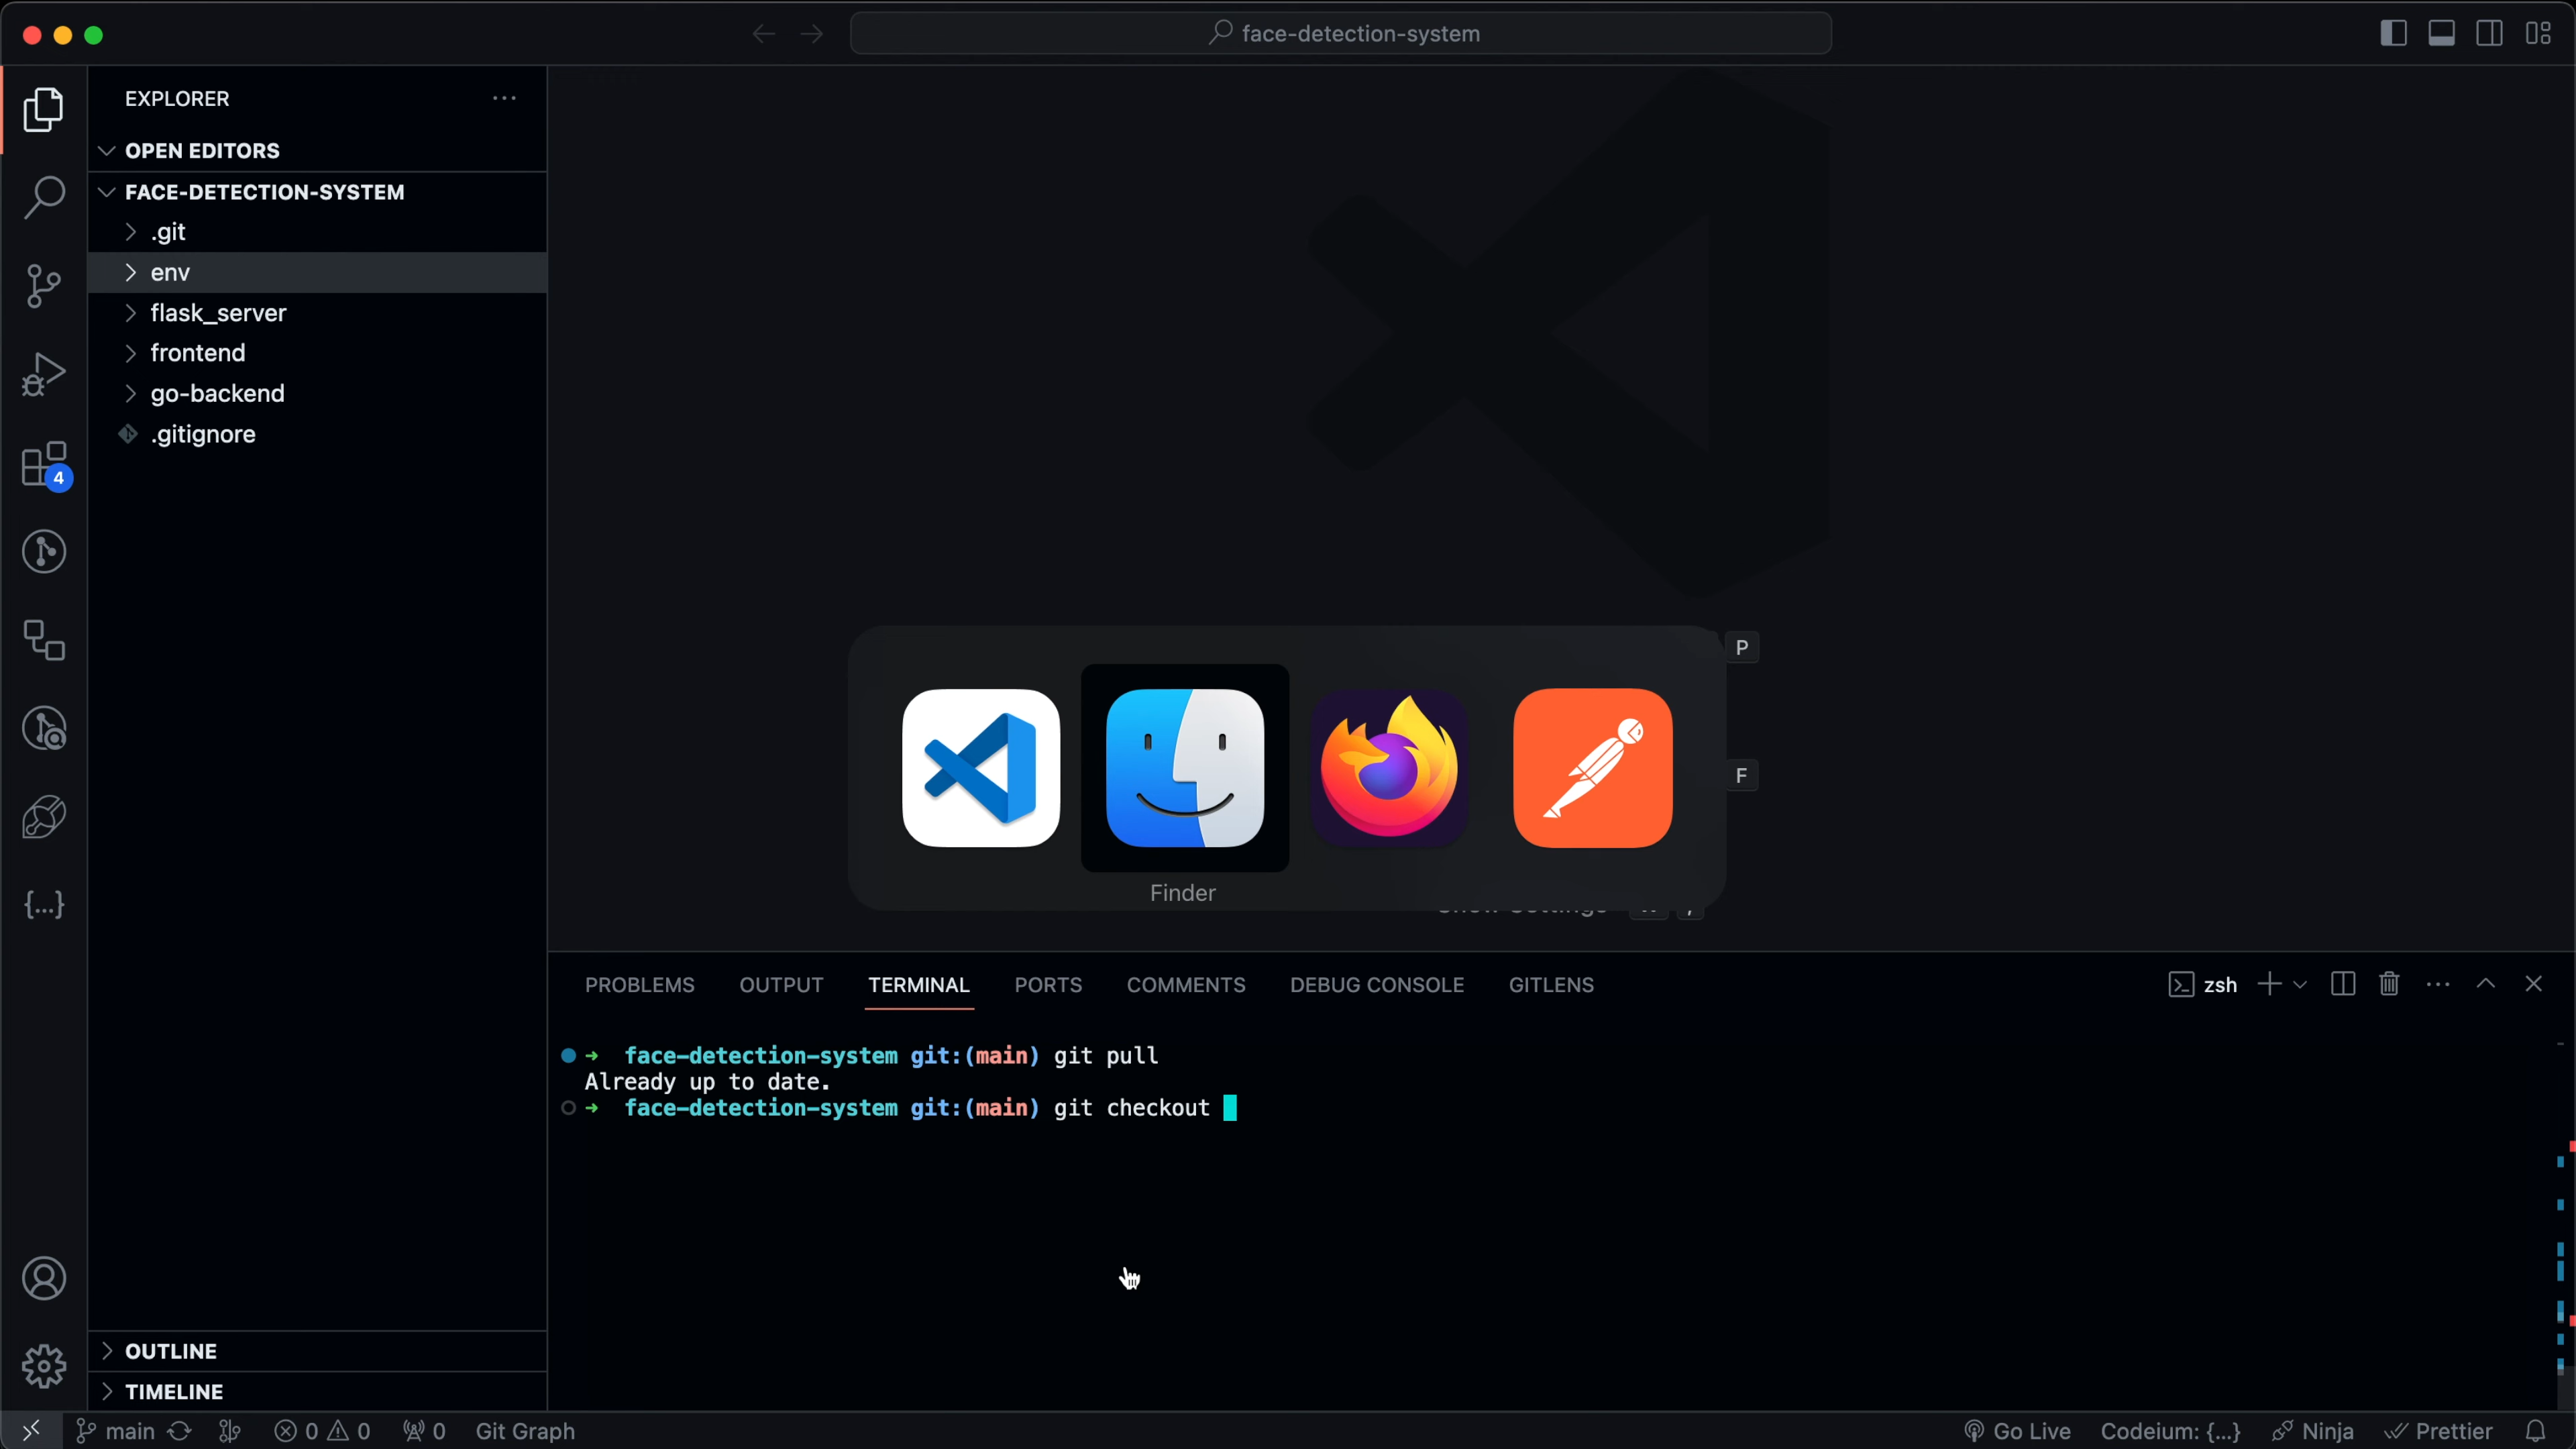 face-detection-system
EXPLORER
OPEN EDITORS
FACE-DETECTION-SYSTEM
.git
env
flask_server
frontend
go-backend
.gitignore
4
{...}
P
F
Finder
PROBLEMS OUTPUT TERMINAL PORTS COMMENTS DEBUG CONSOLE GITLENS
zsh
➜ face-detection-system git:(main) git pull
Already up to date.
➜ face-detection-system git:(main) git checkout
OUTLINE
TIMELINE
main 0 0 0 Git Graph Go Live Codeium: {...} Ninja Prettier